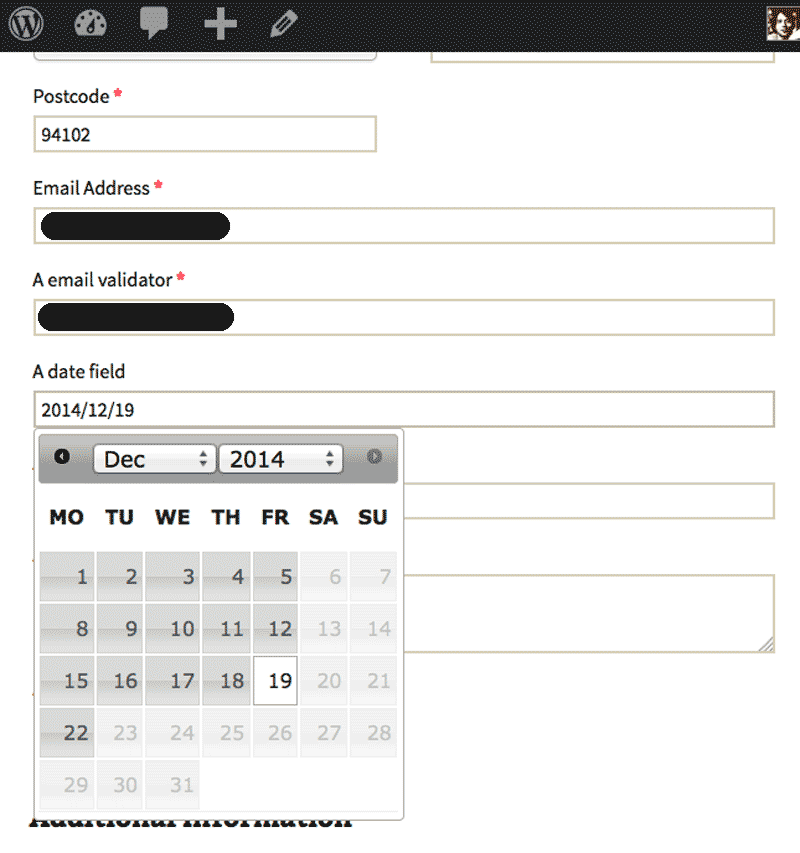 Postcode *
94102
Email Address *
A email validator *
A date field
2014/12/19
Dec 2014
MO TU WE TH FR SA SU
1 2 3 4 5 6 7
8 9 10 11 12 13 14
15 16 17 18 19 20 21
22 23 24 25 26 27 28
29 30 31
Additional Information